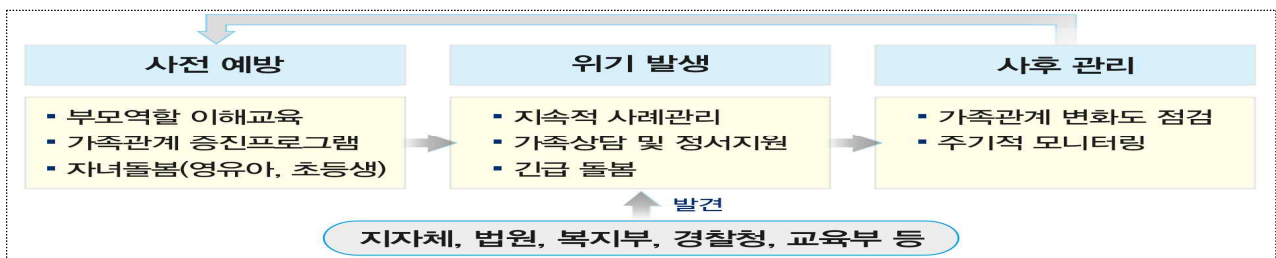 사전 예방
위기 발생
사후 관리
▪ 부모역할 이해교육
▪ 가족관계 증진프로그램
▪ 자녀돌봄(영유아, 초등생)
▪ 지속적 사례관리
▪ 가족상담 및 정서지원
▪ 긴급 돌봄
▪ 가족관계 변화도 점검
▪ 주기적 모니터링
발견
지자체, 법원, 복지부, 경찰청, 교육부 등